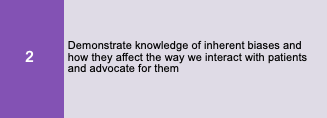 2
Demonstrate knowledge of inherent biases and
how they affect the way we interact with patients
and advocate for them